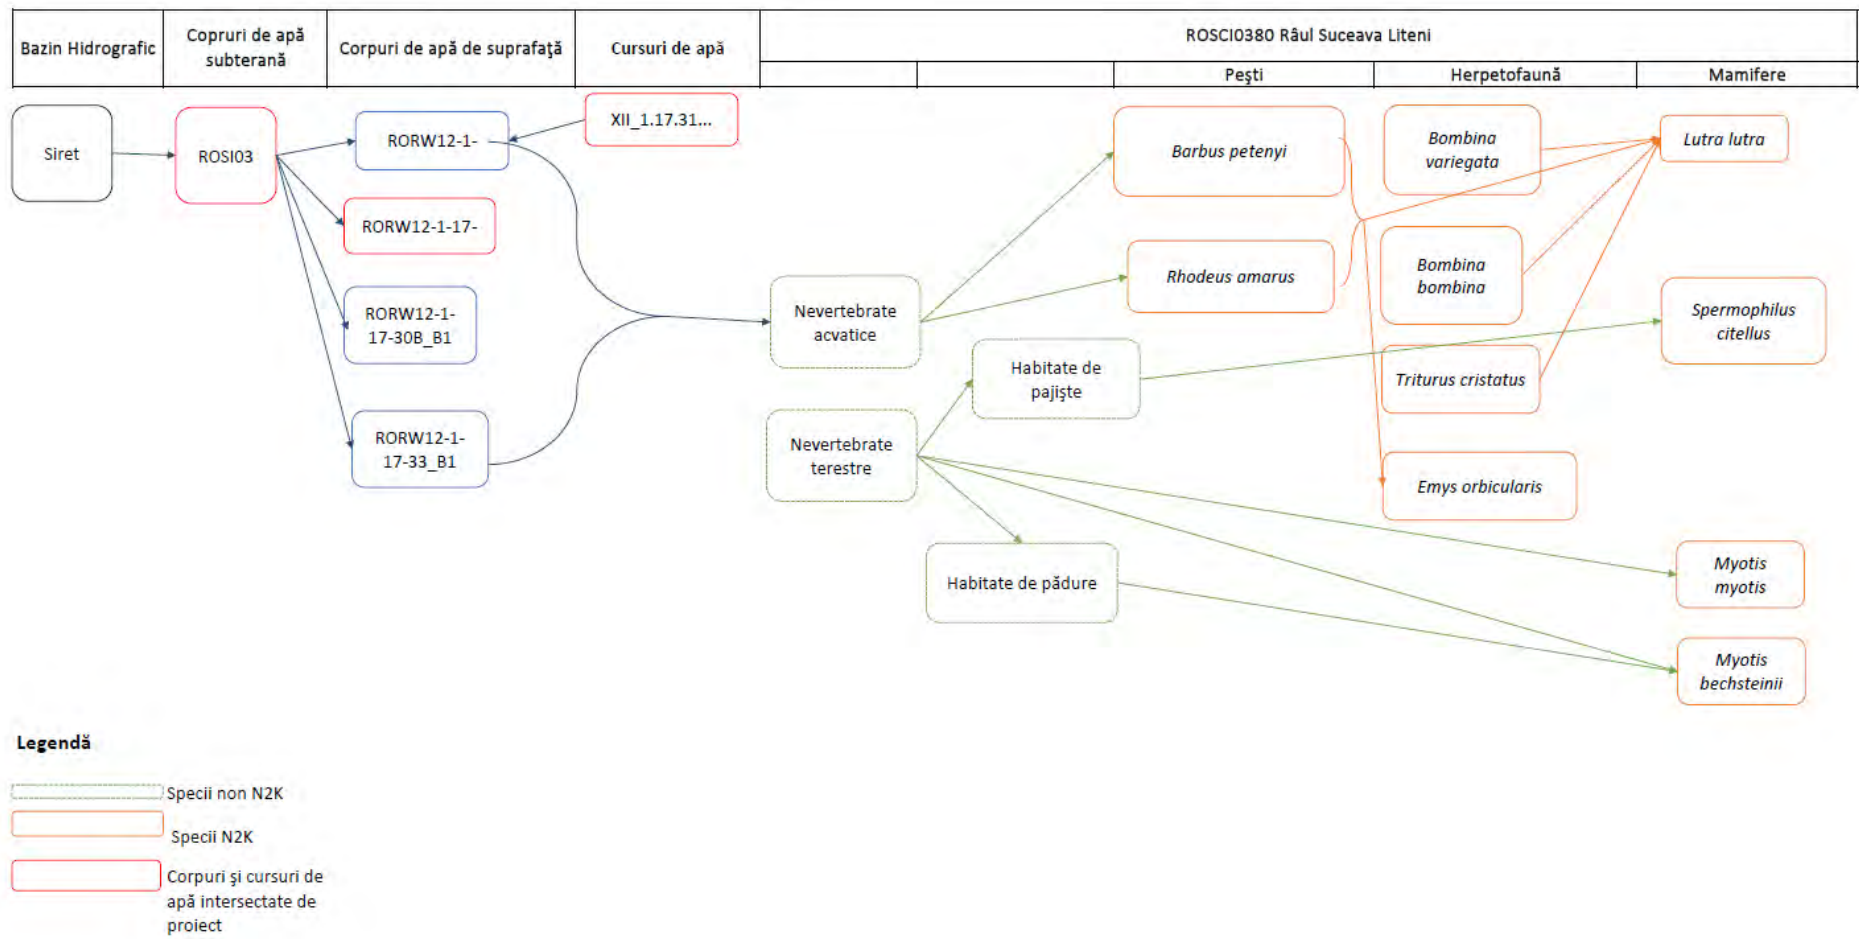 Bazin Hidrografic
Copruri de apă
subterană
Corpuri de apă de suprafaţă
Cursuri de apă
ROSCI0380 Râul Suceava Liteni
Peşti
Herpetofaună
Mamifere
Siret
ROSI03
RORW12-1-
XII_1.17.31...
RORW12-1-17-
RORW12-1-
17-30B_B1
RORW12-1-
17-33_B1
Nevertebrate
acvatice
Habitate de
pajişte
Nevertebrate
terestre
Habitate de pădure
Barbus petenyi
Rhodeus amarus
Bombina
variegata
Bombina
bombina
Triturus cristatus
Emys orbicularis
Lutra lutra
Spermophilus
citellus
Myotis
myotis
Myotis
bechsteinii
Legendă
Specii non N2K
Specii N2K
Corpuri şi cursuri de
apă intersectate de
proiect